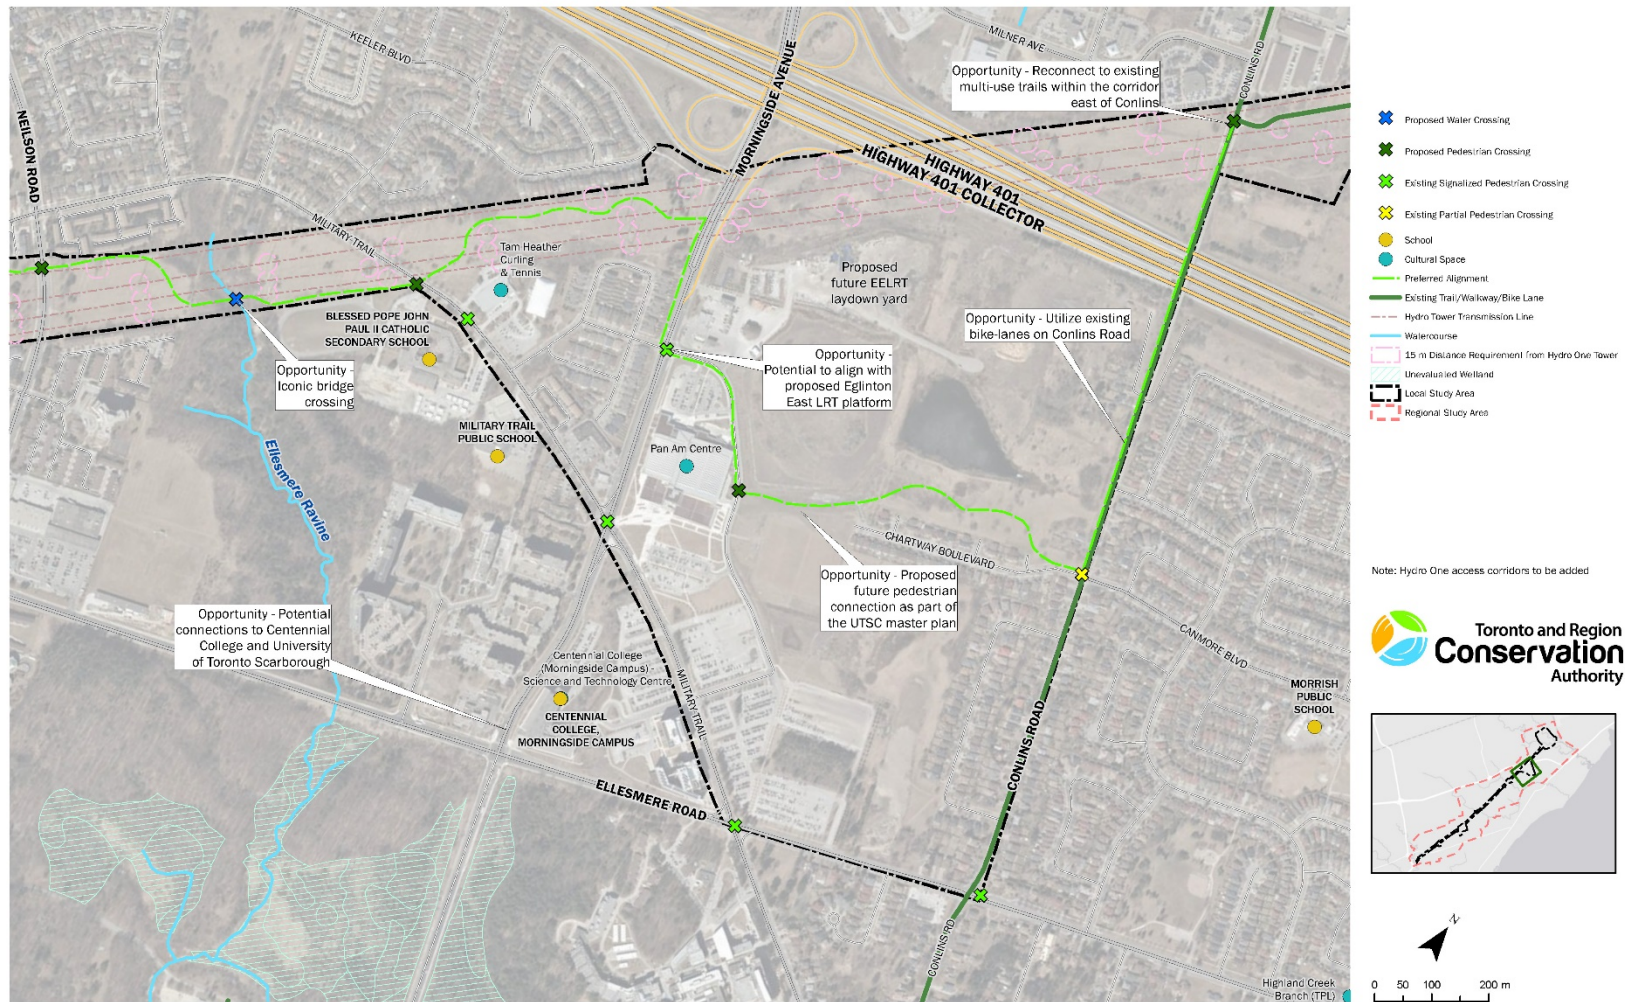 KEELER BLVD
MORNINGSIDE AVENUE
MILNER AVE
CONLINS RD
Opportunity - Reconnect to existing
multi-use trails within the corridor
east of Conlins
NEILSON ROAD
HIGHWAY 401
HIGHWAY 401 COLLECTOR
MILITARY TRAIL
Tam Heather
Curling
& Tennis
Proposed
future EELRT
laydown yard
BLESSED POPE JOHN
PAUL II CATHOLIC
SECONDARY SCHOOL
Opportunity - Utilize existing
bike-lanes on Conlins Road
Opportunity -
Iconic bridge
crossing
Opportunity -
Potential to align with
proposed Eglinton
East LRT platform
MILITARY TRAIL
PUBLIC SCHOOL
Pan Am Centre
Ellesmere Ravine
CHARTWAY BOULEVARD
Opportunity - Proposed
future pedestrian
connection as part of
the UTSC master plan
Opportunity - Potential
connections to Centennial
College and University
of Toronto Scarborough
CANMORE BLVD
Centennial College
(Morningside Campus) -
Science and Technology Centre
MILITARY TRAIL
CENTENNIAL
COLLEGE,
MORNINGSIDE CAMPUS
MORRISH
PUBLIC
SCHOOL
CONLINS ROAD
ELLESMERE ROAD
CONLINS RD
Highland Creek
Branch (TPL)
Proposed Water Crossing
Proposed Pedestrian Crossing
Existing Signalized Pedestrian Crossing
Existing Partial Pedestrian Crossing
School
Cultural Space
Preferred Alignment
Existing Trail/Walkway/Bike Lane
Hydro Tower Transmission Line
Watercourse
15 m Distance Requirement from Hydro One Tower
Unevaluated Wetland
Local Study Area
Regional Study Area
Note: Hydro One access corridors to be added
Toronto and Region
Conservation
Authority
N
0 50 100 200 m